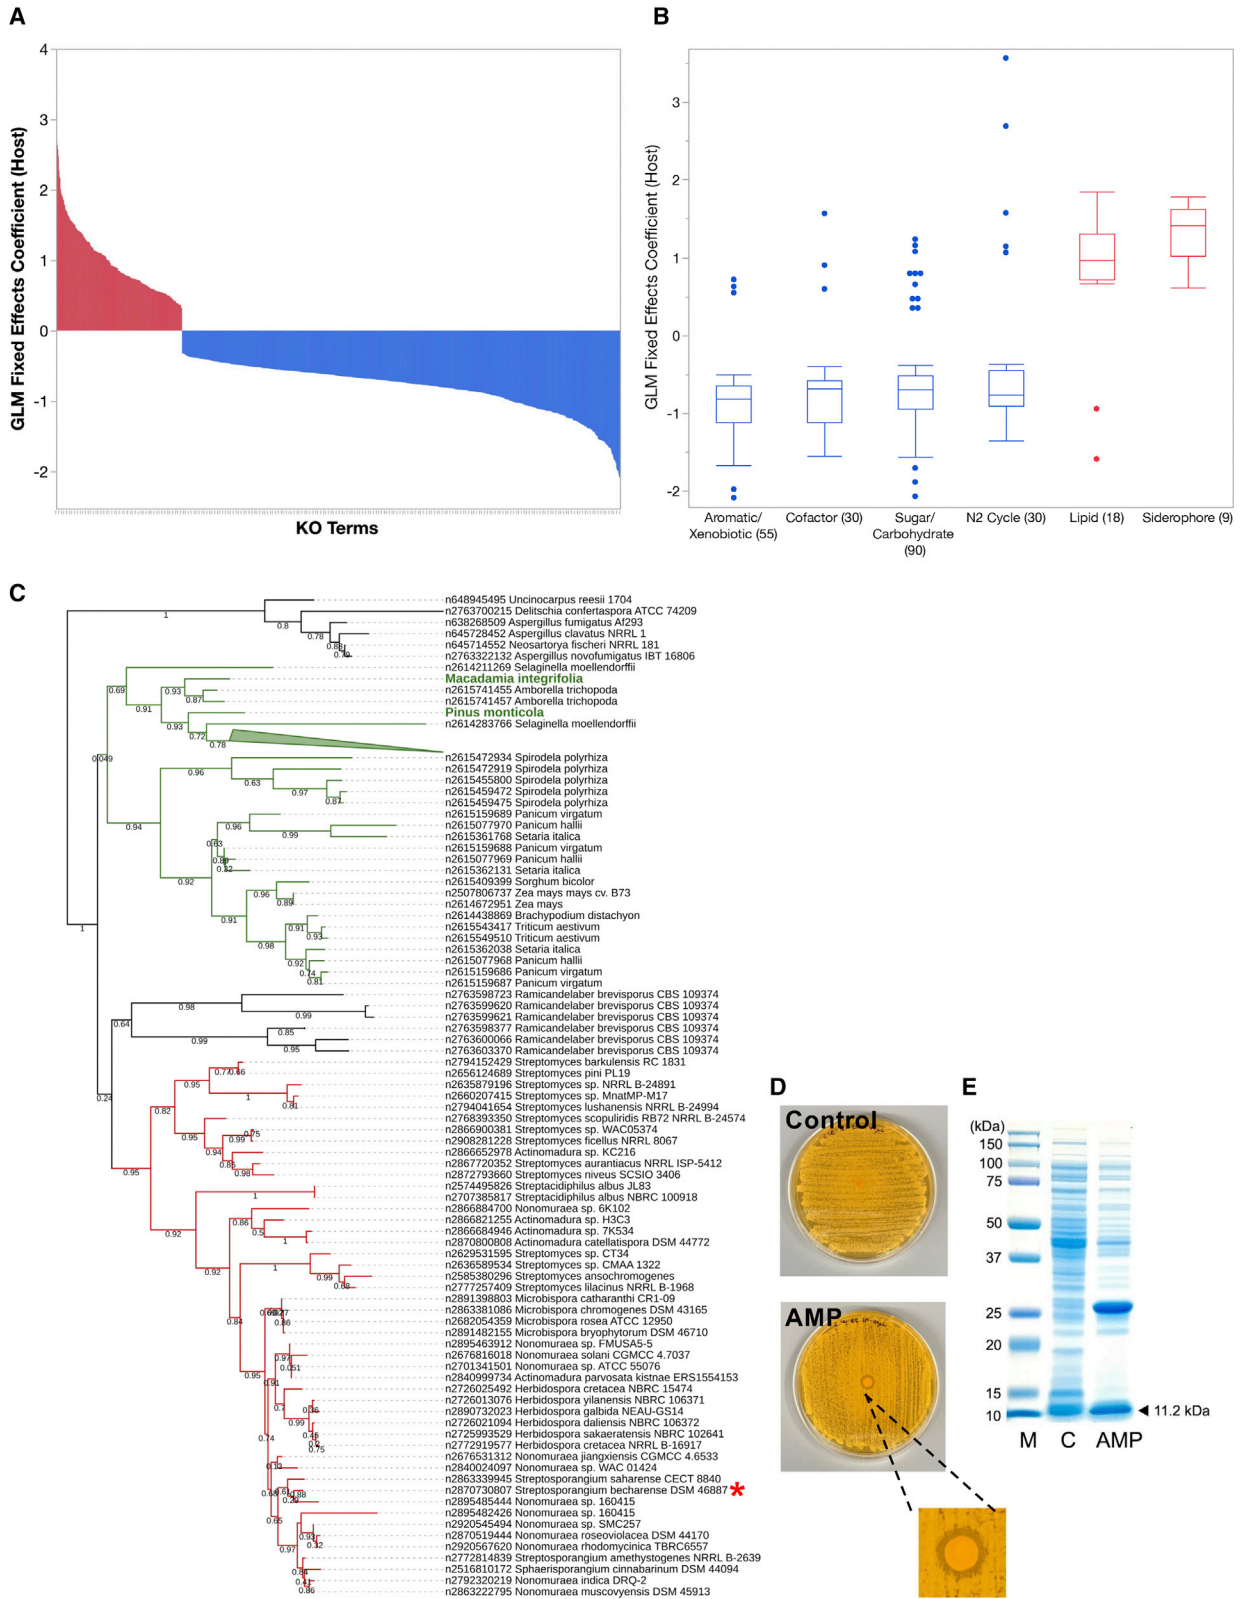 A
B
4
3
2
1
0
-1
-2
GLM Fixed Effects Coefficient (Host)
KO Terms
3
2
1
0
-1
-2
GLM Fixed Effects Coefficient (Host)
Aromatic/
Xenobiotic (55)
Cofactor (30)
Sugar/
Carbohydrate
(90)
N2 Cycle (30)
Lipid (18)
Siderophore (9)
C
n648945495 Uncinocarpus reesii 1704
n2763700215 Delitschia confertaspora ATCC 74209
n638268509 Aspergillus fumigatus Af293
n645728452 Aspergillus clavatus NRRL 1
n645714552 Neosartorya fischeri NRRL 181
n2763322132 Aspergillus novofumigatus IBT 16806
n2614211269 Selaginella moellendorffii
Macadamia integrifolia
n2615741455 Amborella trichopoda
n2615741457 Amborella trichopoda
Pinus monticola
n2614283766 Selaginella moellendorffii
n2615472934 Spirodela polyrhiza
n2615472919 Spirodela polyrhiza
n2615455800 Spirodela polyrhiza
n2615459472 Spirodela polyrhiza
n2615459475 Spirodela polyrhiza
n2615159689 Panicum virgatum
n2615077970 Panicum hallii
n2615361768 Setaria italica
n2615159688 Panicum virgatum
n2615077969 Panicum hallii
n2615362131 Setaria italica
n2615409399 Sorghum bicolor
n2507806737 Zea mays mays cv. B73
n2614672951 Zea mays
n2614438869 Brachypodium distachyon
n2615543417 Triticum aestivum
n2615549510 Triticum aestivum
n2615362038 Setaria italica
n2615077968 Panicum hallii
n2615159686 Panicum virgatum
n2615159687 Panicum virgatum
n2763598723 Ramicandelaber brevisporus CBS 109374
n2763599620 Ramicandelaber brevisporus CBS 109374
n2763599621 Ramicandelaber brevisporus CBS 109374
n2763598377 Ramicandelaber brevisporus CBS 109374
n2763600066 Ramicandelaber brevisporus CBS 109374
n2763603370 Ramicandelaber brevisporus CBS 109374
n2794152429 Streptomyces barkulensis RC 1831
n2656124689 Streptomyces pini PL19
n2635879196 Streptomyces sp. NRRL B-24891
n2660207415 Streptomyces sp. MnatMP-M17
n2794041654 Streptomyces lushanensis NRRL B-24994
n2768393350 Streptomyces scopuliridis RB72 NRRL B-24574
n2866900381 Streptomyces sp. WAC05374
n2908281228 Streptomyces ficellus NRRL 8067
n2866652978 Actinomadura sp. KC216
n2867720352 Streptomyces aurantiacus NRRL ISP-5412
n2872793660 Streptomyces niveus SCSIO 3406
n2574495826 Streptacidiphilus albus JL83
n2707385817 Streptacidiphilus albus NBRC 100918
n2866884700 Nonomuraea sp. 6K102
n2866821255 Actinomadura sp. H3C3
n2866684946 Actinomadura sp. 7K534
n2870800808 Actinomadura catellatispora DSM 44772
n2629531595 Streptomyces sp. CT34
n2636589534 Streptomyces sp. CMAA 1322
n2585380296 Streptomyces ansochromogenes
n2777257409 Streptomyces lilacinus NRRL B-1968
n2891398803 Microbispora catharanthi CR1-09
n2863381086 Microbispora chromogenes DSM 43165
n2682054359 Microbispora rosea ATCC 12950
n2891482155 Microbispora bryophytorum DSM 46710
n2895463912 Nonomuraea sp. FMUSA5-5
n2676816018 Nonomuraea solani CGMCC 4.7037
n2701341501 Nonomuraea sp. ATCC 55076
n2840999734 Actinomadura parvosata kistnae ERS1554153
n2726025492 Herbidospora cretacea NBRC 15474
n2726013076 Herbidospora yilanensis NBRC 106371
n2890732023 Herbidospora galbida NEAU-GS14
n2726021094 Herbidospora daliensis NBRC 106372
n2725993529 Herbidospora sakaeratensis NBRC 102641
n2772919577 Herbidospora cretacea NRRL B-16917
n2676531312 Nonomuraea jiangxiensis CGMCC 4.6533
n2840024097 Nonomuraea sp. WAC 01424
n2863339945 Streptosporangium saharense CECT 8840
n2870730807 Streptosporangium becharense DSM 46887 *
n2895485444 Nonomuraea sp. 160415
n2895482426 Nonomuraea sp. 160415
n2920545494 Nonomuraea sp. SMC257
n2870519444 Nonomuraea roseoviolacea DSM 44170
n2920567620 Nonomuraea rhodomycinica TBRC6557
n2772814839 Streptosporangium amethystogenes NRRL B-2639
n2516810172 Sphaerisporangium cinnabarinum DSM 44094
n2792320219 Nonomuraea indica DRQ-2
n2863222795 Nonomuraea muscovyensis DSM 45913
D
Control
AMP
E
(kDa)
150
100
75
50
37
25
20
15
10
11.2 kDa
M C AMP